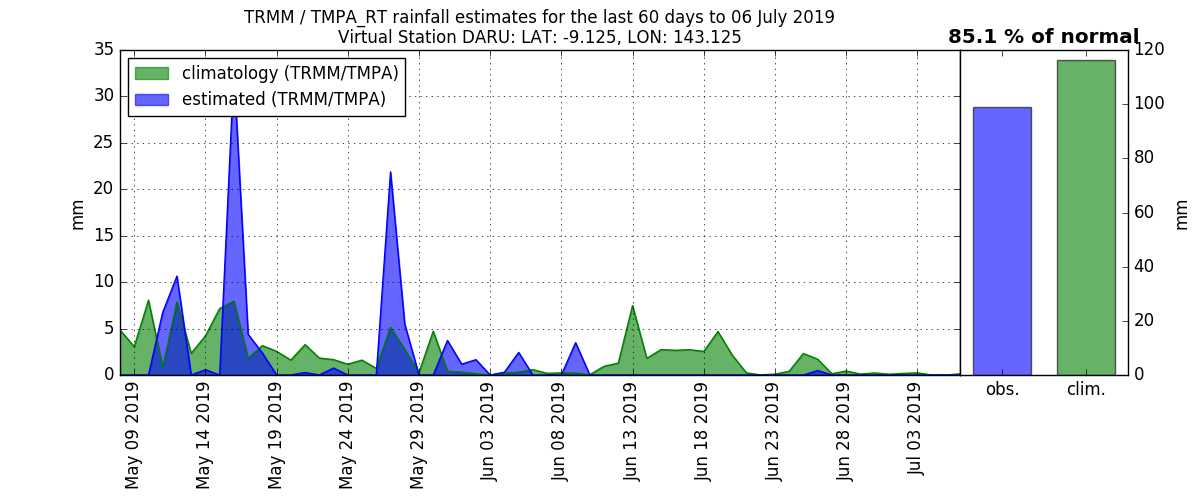 TRMM / TMPA_RT rainfall estimates for the last 60 days to 06 July 2019
Virtual Station DARU: LAT: -9.125, LON: 143.125
85.1 % of normal
climatology (TRMM/TMPA)
estimated (TRMM/TMPA)
35
30
25
20
15
10
5
0
mm
May 09 2019
May 14 2019
May 19 2019
May 24 2019
May 29 2019
Jun 03 2019
Jun 08 2019
Jun 13 2019
Jun 18 2019
Jun 23 2019
Jun 28 2019
Jul 03 2019
obs.
clim.
120
100
80
60
40
20
0
mm